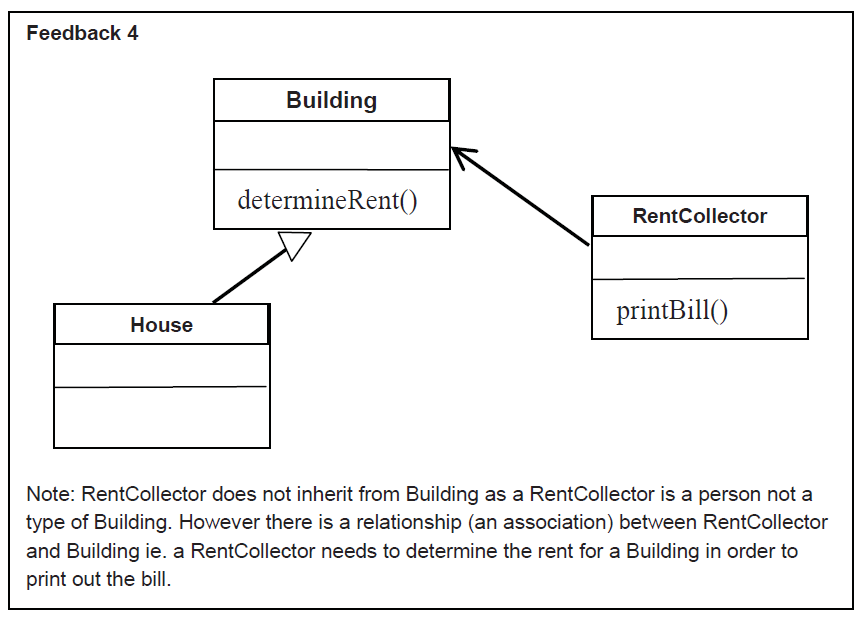 Feedback 4
Building
determineRent()
RentCollector
printBill()
House
Note: RentCollector does not inherit from Building as a RentCollector is a person not a
type of Building. However there is a relationship (an association) between RentCollector
and Building ie. a RentCollector needs to determine the rent for a Building in order to
print out the bill.